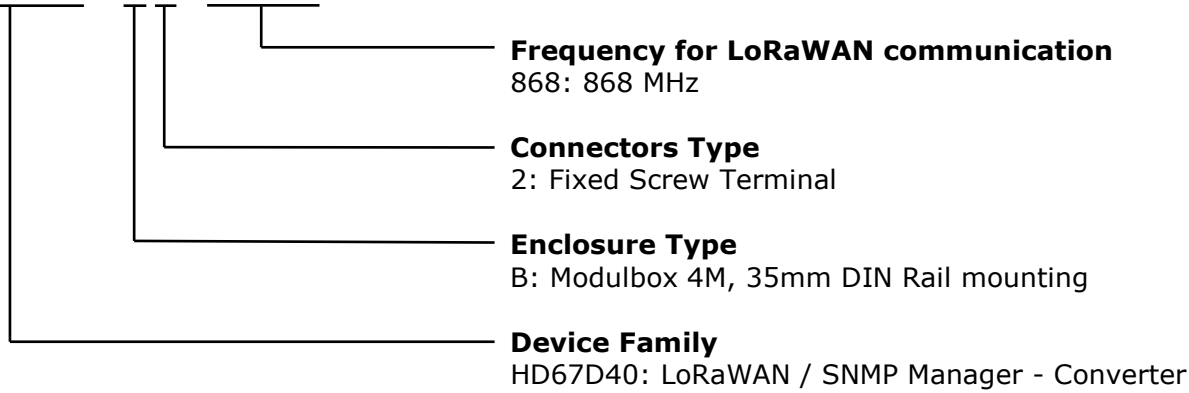 Frequency for LoRaWAN communication
868: 868 MHz
Connectors Type
2: Fixed Screw Terminal
Enclosure Type
B: Modulbox 4M, 35mm DIN Rail mounting
Device Family
HD67D40: LoRaWAN / SNMP Manager - Converter